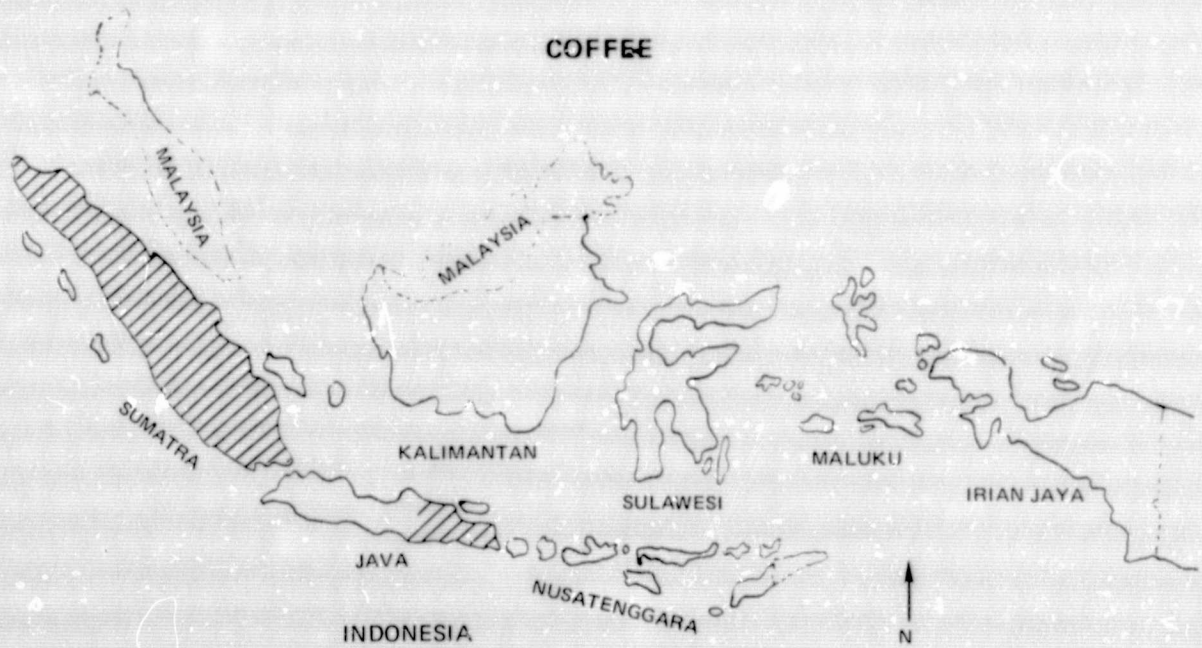 COFFEE
MALAYSIA
MALAYSIA
SUMATRA
KALIMANTAN
MALUKU
SULAWESI
IRIAN JAYA
JAVA
NUSATENGGARA
INDONESIA
N